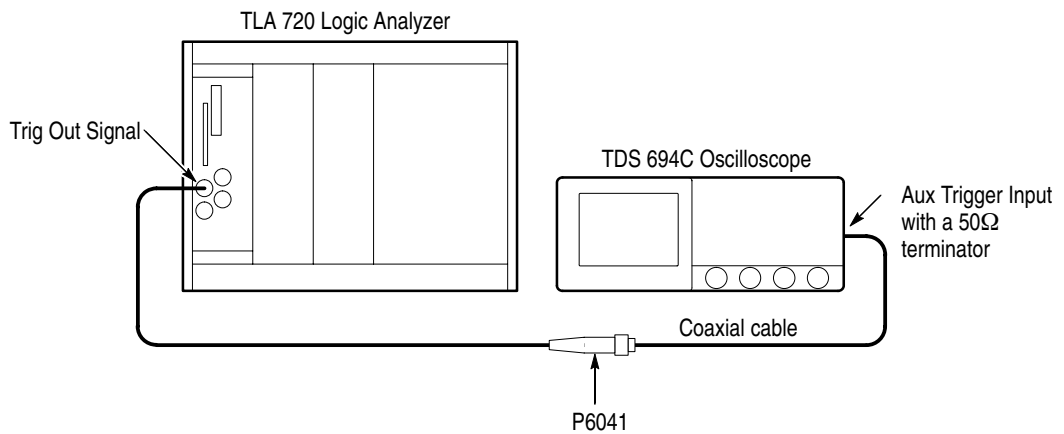 TLA 720 Logic Analyzer
Trig Out Signal
TDS 694C Oscilloscope
Aux Trigger Input
with a 50Ω
terminator
Coaxial cable
P6041